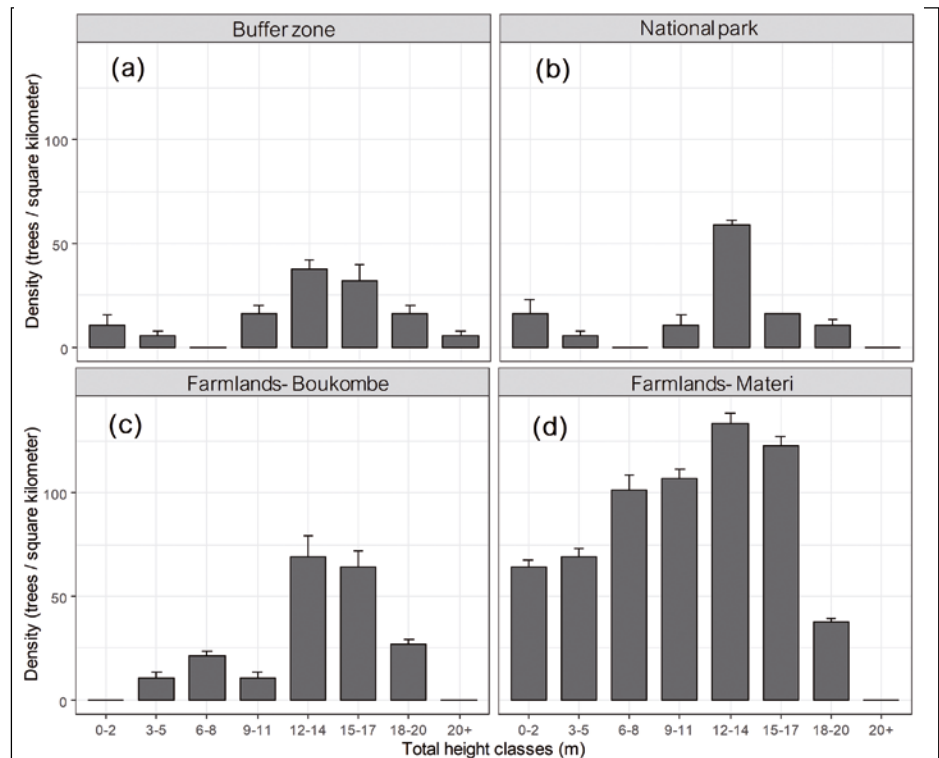 Buffer zone
National park
(a)
(b)
Density (trees / square kilometer)
100
50
0
Farmlands- Boukombe
Farmlands- Materi
(c)
(d)
Density (trees / square kilometer)
100
50
0
0-2 3-5 6-8 9-11 12-14 15-17 18-20 20+
0-2 3-5 6-8 9-11 12-14 15-17 18-20 20+
Total height classes (m)